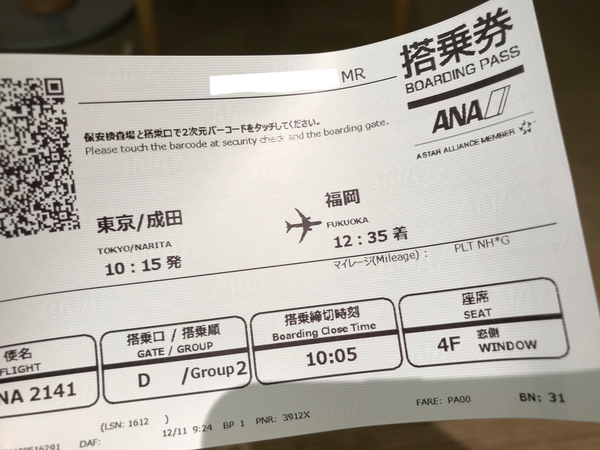 搭乗券
BOARDING PASS
ANA
A STAR ALLIANCE MEMBER
MR
保安検査場と搭乗口で2次元バーコードをタッチしてください。
Please touch the barcode at security check and the boarding gate.
東京/成田
TOKYO/NARITA
10:15 発
福岡
FUKUOKA
12:35 着
マイレージ(Mileage) : PLT NH*G
便名
FLIGHT
NA 2141
搭乗口 / 搭乗順
GATE / GROUP
D /Group2
搭乗締切時刻
Boarding Close Time
10:05
座席
SEAT
4F 窓側
WINDOW
(LSN: 1612 )
DAF:
12/11 9:24 BP 1 PNR: 3912X
FARE: PA00
BN: 31